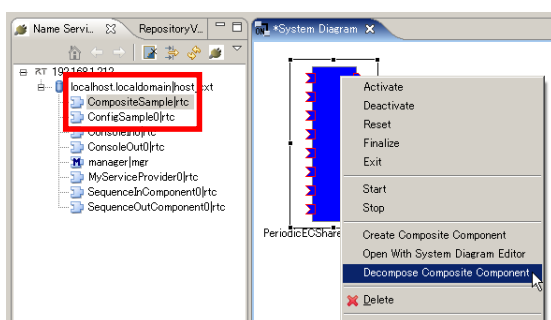 Name Servi...
RepositoryV...
*System Diagram
RT 192.168.1.212
localhost.localdomain|host_cxt
CompositeSample|rtc
ConfigSample0|rtc
ConsoleIn0|rtc
ConsoleOut0|rtc
manager|mgr
MyServiceProvider0|rtc
SequenceInComponent0|rtc
SequenceOutComponent0|rtc
PeriodicECShare
Activate
Deactivate
Reset
Finalize
Exit
Start
Stop
Create Composite Component
Open With System Diagram Editor
Decompose Composite Component
Delete